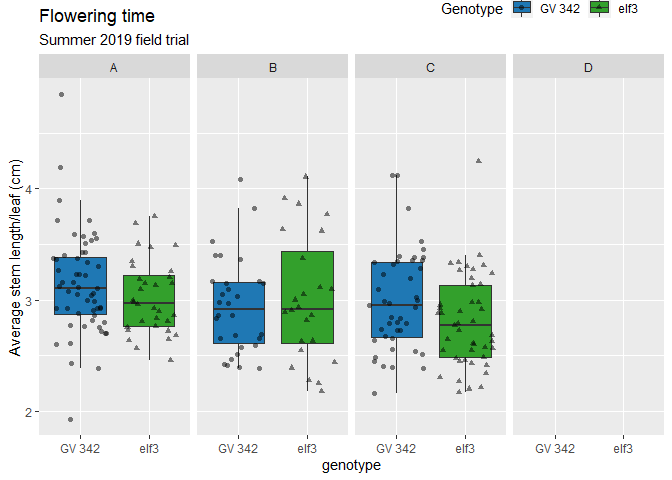 Flowering time
Summer 2019 field trial
Genotype GV 342 elf3
A B C D
Average stem length/leaf (cm)
4
3
2
GV 342 elf3 GV 342 elf3 GV 342 elf3 GV 342 elf3
genotype